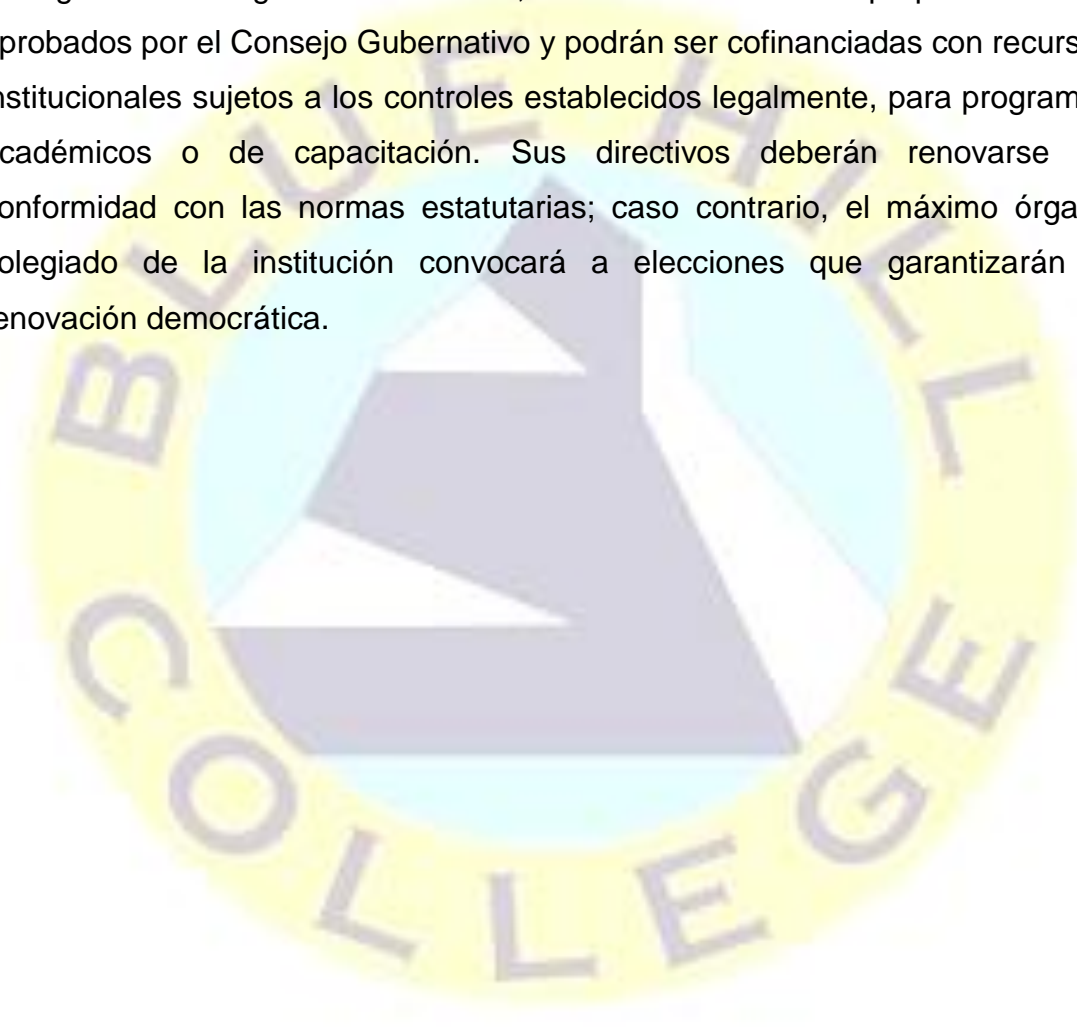 probados por el Consejo Gubernativo y podrán ser cofinanciadas con recurs
nstitucionales sujetos a los controles establecidos legalmente, para program
cadémicos o de capacitación. Sus directivos deberán renovarse
onformidad con las normas estatutarias; caso contrario, el máximo órga
olegiado de la institución convocará a elecciones que garantizarán
enovación democrática.
BLUE HILL
COLLEGE